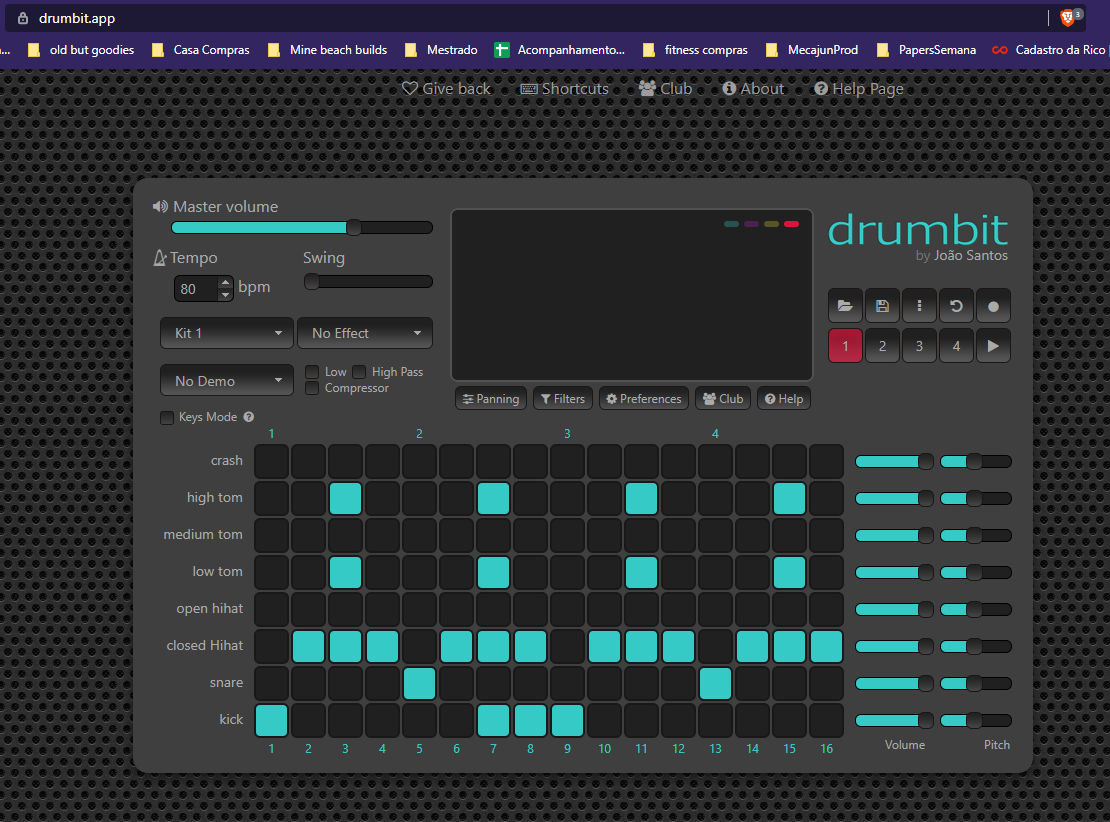 drumbit.app
3
... old but goodies Casa Compras Mine beach builds Mestrado Acompanhamento... fitness compras MecajunProd PapersSemana Cadastro da Rico
Give back Shortcuts Club About Help Page
Master volume
drumbit
by João Santos
Tempo Swing
80 bpm
Kit 1 No Effect
1 2 3 4
No Demo Low High Pass
Compressor
Panning Filters Preferences Club Help
Keys Mode
1 2 3 4
crash
high tom
medium tom
low tom
open hihat
closed Hihat
snare
kick
1 2 3 4 5 6 7 8 9 10 11 12 13 14 15 16
Volume Pitch